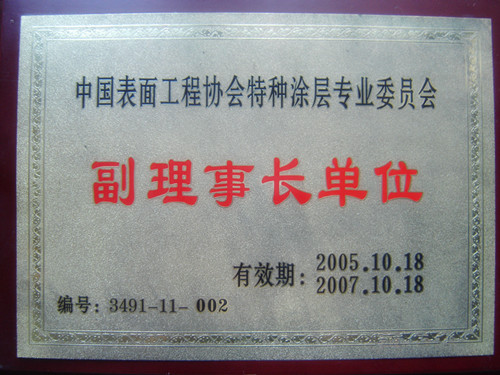 中国表面工程协会特种涂层专业委员会
副理事长单位
有效期：2005.10.18
2007.10.18
编号：3491-11-002